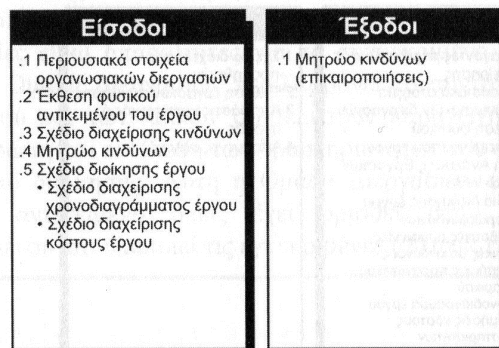 Είσοδοι
.1 Περιουσιακά στοιχεία
οργανωσιακών διεργασιών
.2 Έκθεση φυσικού
αντικειμένου του έργου
.3 Σχέδιο διαχείρισης κινδύνων
.4 Μητρώο κινδύνων
.5 Σχέδιο διοίκησης έργου
• Σχέδιο διαχείρισης
χρονοδιαγράμματος έργου
• Σχέδιο διαχείρισης
κόστους έργου
Έξοδοι
.1 Μητρώο κινδύνων
(επικαιροποιήσεις)